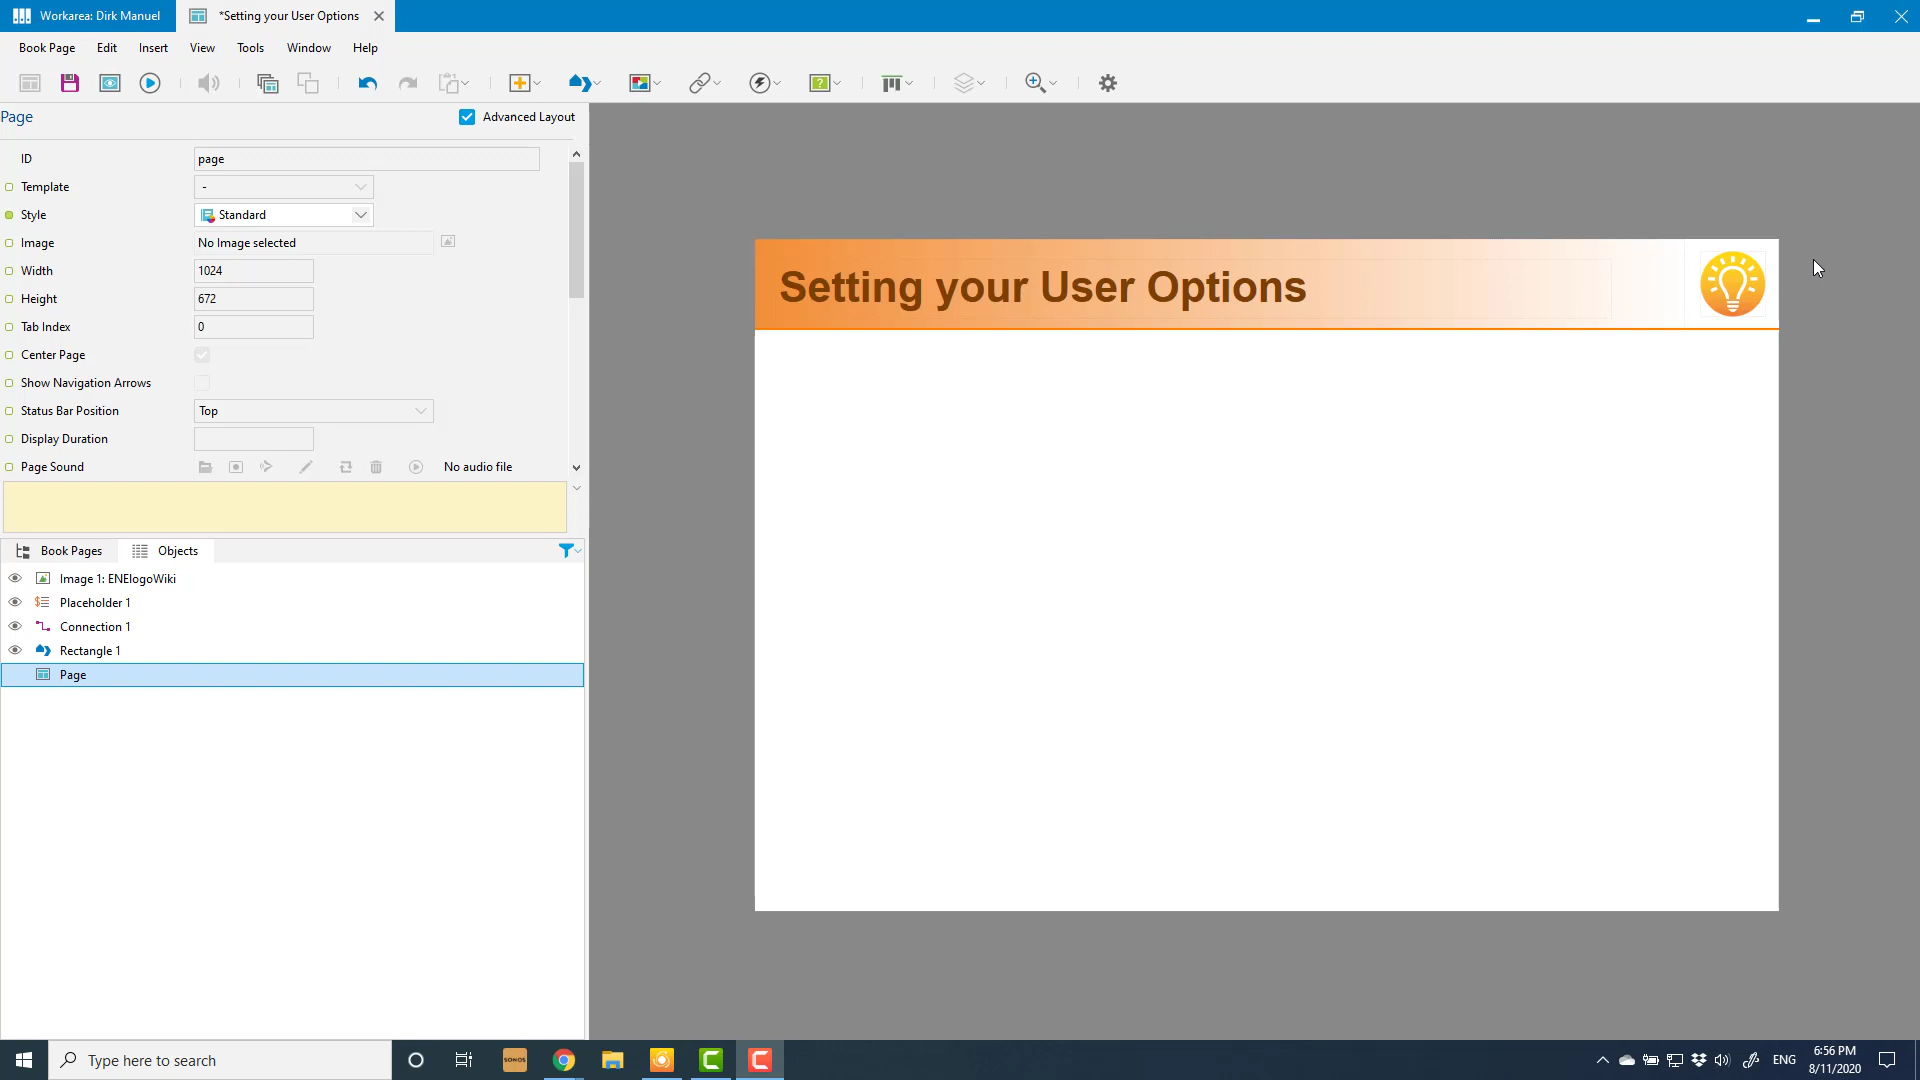 Workarea: Dirk Manuel
*Setting your User Options
Book Page Edit Insert View Tools Window Help
Page
Advanced Layout
ID page
Template -
Style Standard
Image No Image selected
Width 1024
Height 672
Tab Index 0
Center Page
Show Navigation Arrows
Status Bar Position Top
Display Duration
Page Sound No audio file
Book Pages Objects
Image 1: ENElogoWiki
Placeholder 1
Connection 1
Rectangle 1
Page
Setting your User Options
Type here to search
SONOS
ENG
6:56 PM
8/11/2020